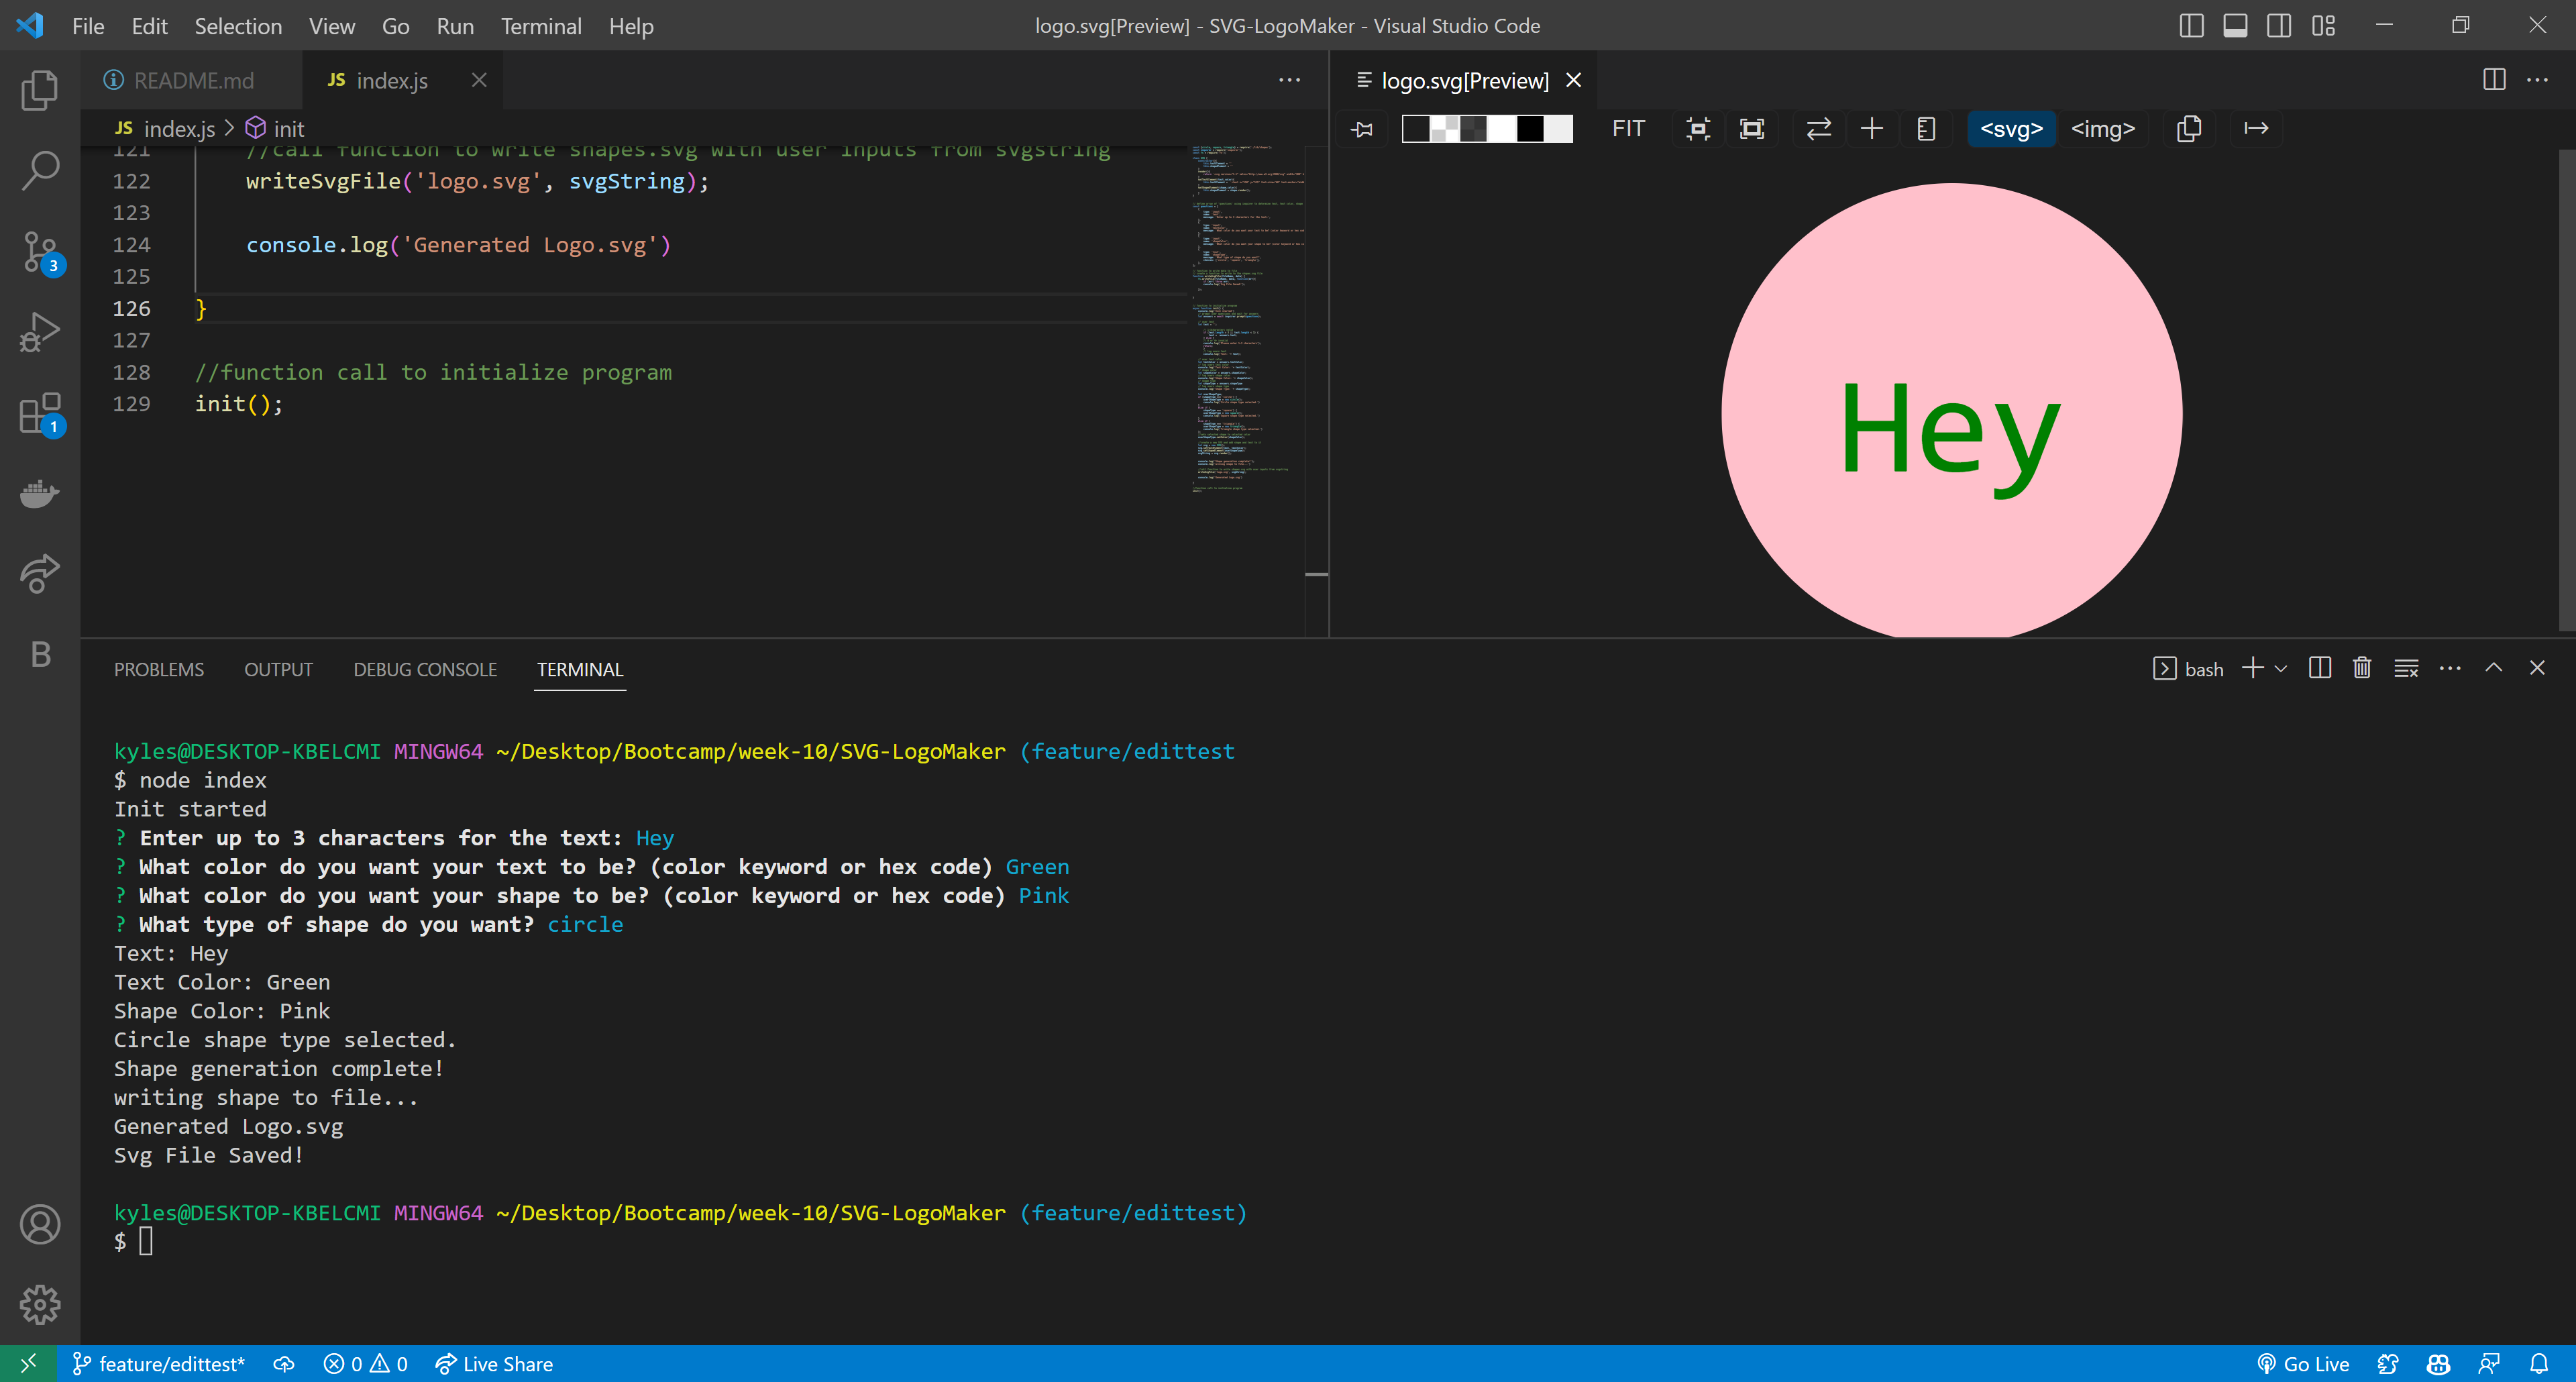 File Edit Selection View Go Run Terminal Help
logo.svg[Preview] - SVG-LogoMaker - Visual Studio Code
README.md
JS index.js
JS index.js > init
121 //call function to write shapes.svg with user inputs from svgstring
122 writeSvgFile('logo.svg', svgString);
123
124 console.log('Generated Logo.svg')
125
126 }
127
128 //function call to initialize program
129 init();
logo.svg[Preview]
FIT <svg> <img>
Hey
3
1
B
PROBLEMS OUTPUT DEBUG CONSOLE TERMINAL
bash
kyles@DESKTOP-KBELCMI MINGW64 ~/Desktop/Bootcamp/week-10/SVG-LogoMaker (feature/edittest
$ node index
Init started
? Enter up to 3 characters for the text: Hey
? What color do you want your text to be? (color keyword or hex code) Green
? What color do you want your shape to be? (color keyword or hex code) Pink
? What type of shape do you want? circle
Text: Hey
Text Color: Green
Shape Color: Pink
Circle shape type selected.
Shape generation complete!
writing shape to file...
Generated Logo.svg
Svg File Saved!
kyles@DESKTOP-KBELCMI MINGW64 ~/Desktop/Bootcamp/week-10/SVG-LogoMaker (feature/edittest)
$
feature/edittest* 0 0 Live Share
Go Live